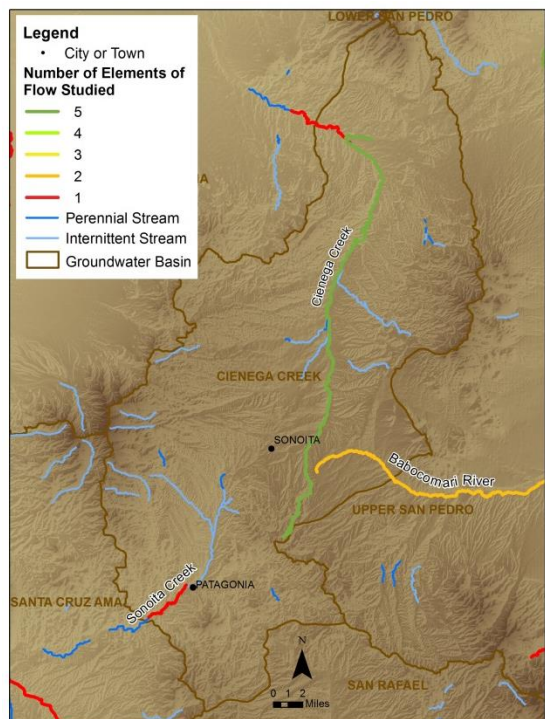 LOWER SAN PEDRO
Legend
City or Town
Number of Elements of
Flow Studied
5
4
3
2
1
Perennial Stream
Internittent Stream
Groundwater Basin
Cienega Creek
CIENEGA CREEK
SONOITA
Babocomari River
UPPER SAN PEDRO
Sonoita Creek
PATAGONIA
SANTA CRUZ AMA
N
0 1 2
Miles
SAN RAFAEL